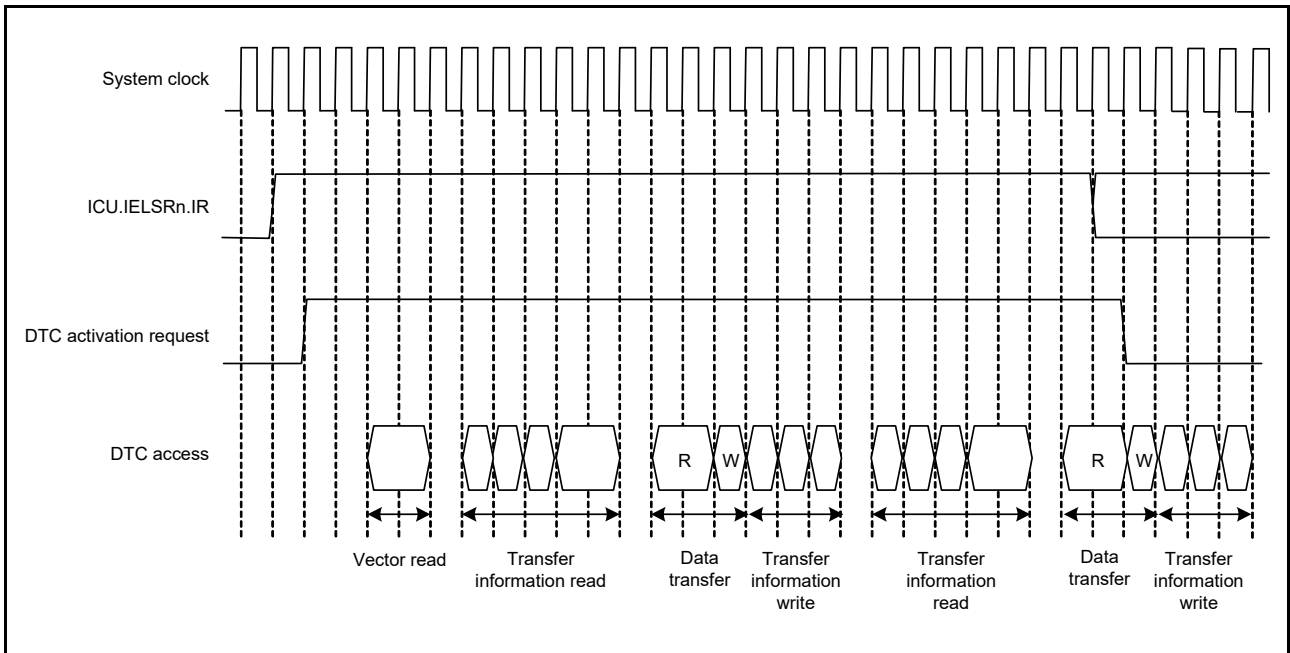 System clock
ICU.IELSRn.IR
DTC activation request
DTC access
R
W
R
W
Vector read
Transfer
information read
Data
transfer
Transfer
information
write
Transfer
information
read
Data
transfer
Transfer
information
write